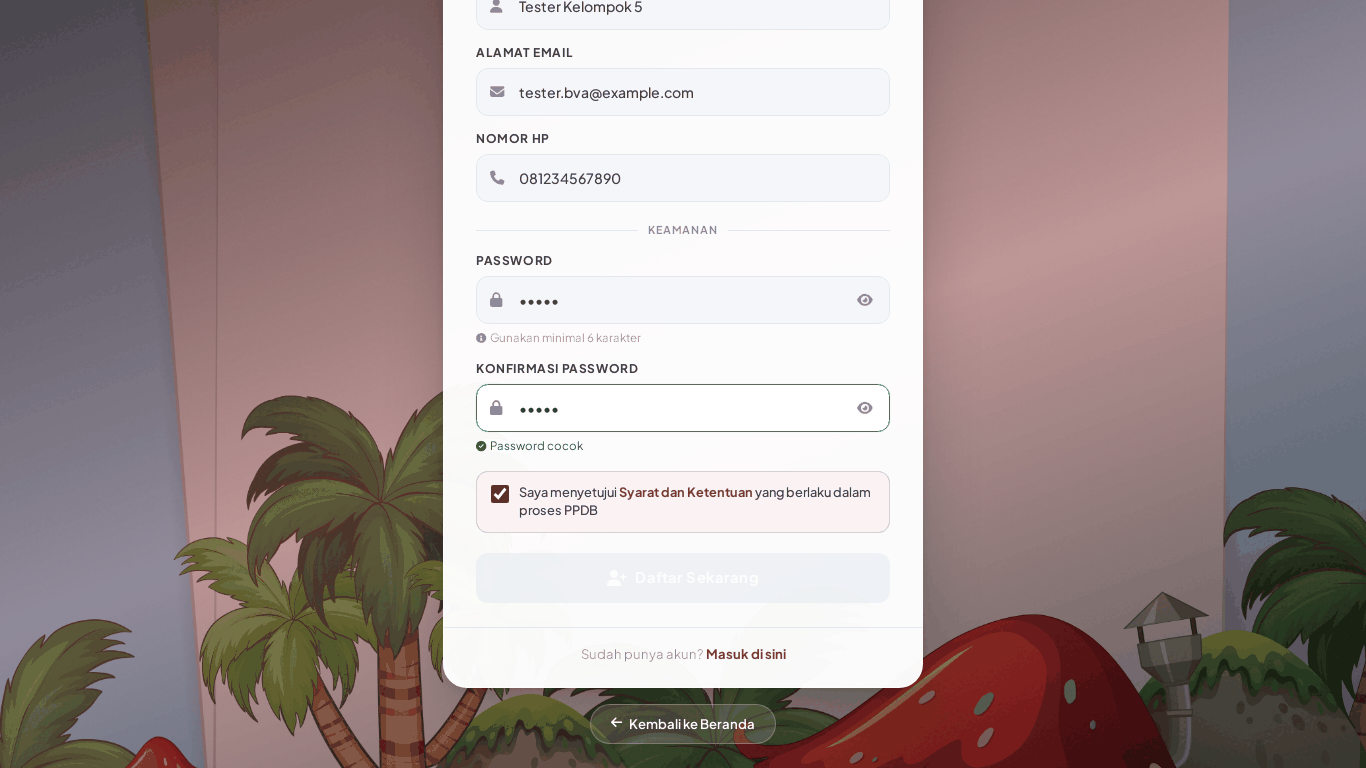 Tester Kelompok 5
ALAMAT EMAIL
tester.bva@example.com
NOMOR HP
081234567890
KEAMANAN
PASSWORD
•••••
Gunakan minimal 6 karakter
KONFIRMASI PASSWORD
•••••
Password cocok
Saya menyetujui Syarat dan Ketentuan yang berlaku dalam
proses PPDB
Daftar Sekarang
Sudah punya akun? Masuk di sini
Kembali ke Beranda